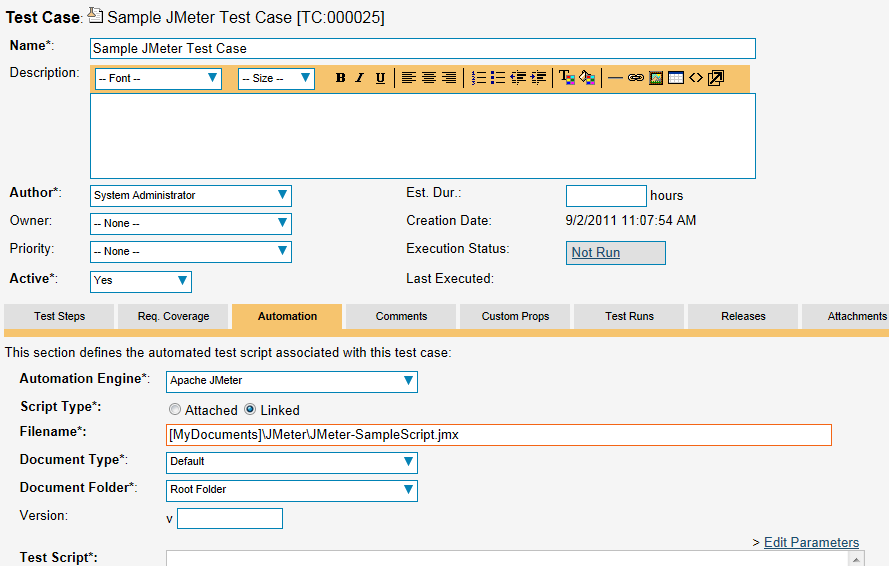 Test Case: Sample JMeter Test Case [TC:000025]
Name*: Sample JMeter Test Case
Description: -- Font -- -- Size -- B I U
Author*: System Administrator Est. Dur.: hours
Owner: -- None -- Creation Date: 9/2/2011 11:07:54 AM
Priority: -- None -- Execution Status: Not Run
Active*: Yes Last Executed:
Test Steps Req. Coverage Automation Comments Custom Props Test Runs Releases Attachments
This section defines the automated test script associated with this test case:
Automation Engine*: Apache JMeter
Script Type*: Attached Linked
Filename*: [MyDocuments]\JMeter\JMeter-SampleScript.jmx
Document Type*: Default
Document Folder*: Root Folder
Version: v
> Edit Parameters
Test Script*: